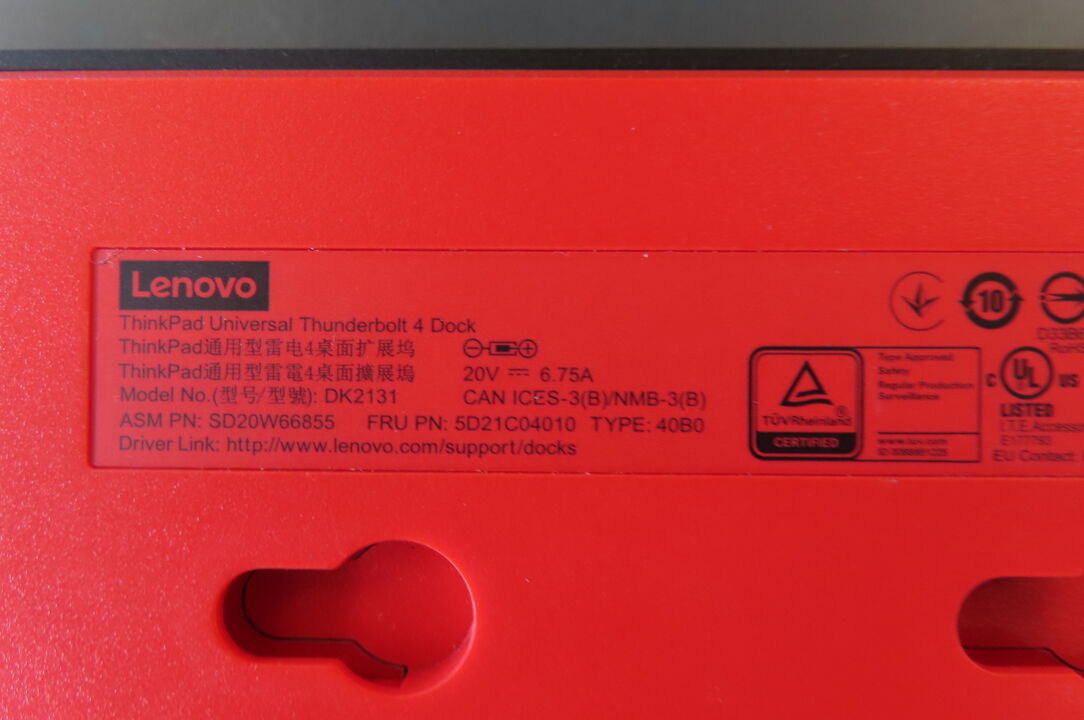 Lenovo
ThinkPad Universal Thunderbolt 4 Dock
ThinkPad通用型雷电4桌面扩展坞
ThinkPad通用型雷電4桌面擴展塢
20V ⎓ 6.75A
Model No.(型号/型號): DK2131
CAN ICES-3(B)/NMB-3(B)
ASM PN: SD20W66855 FRU PN: 5D21C04010 TYPE: 40B0
Driver Link: http://www.lenovo.com/support/docks
TÜVRheinland ®
CERTIFIED
Type Approved
Safety
Regular Production
Surveillance
www.tuv.com
10
C UL US
LISTED
I.T.E.
E177793
EU Contact: